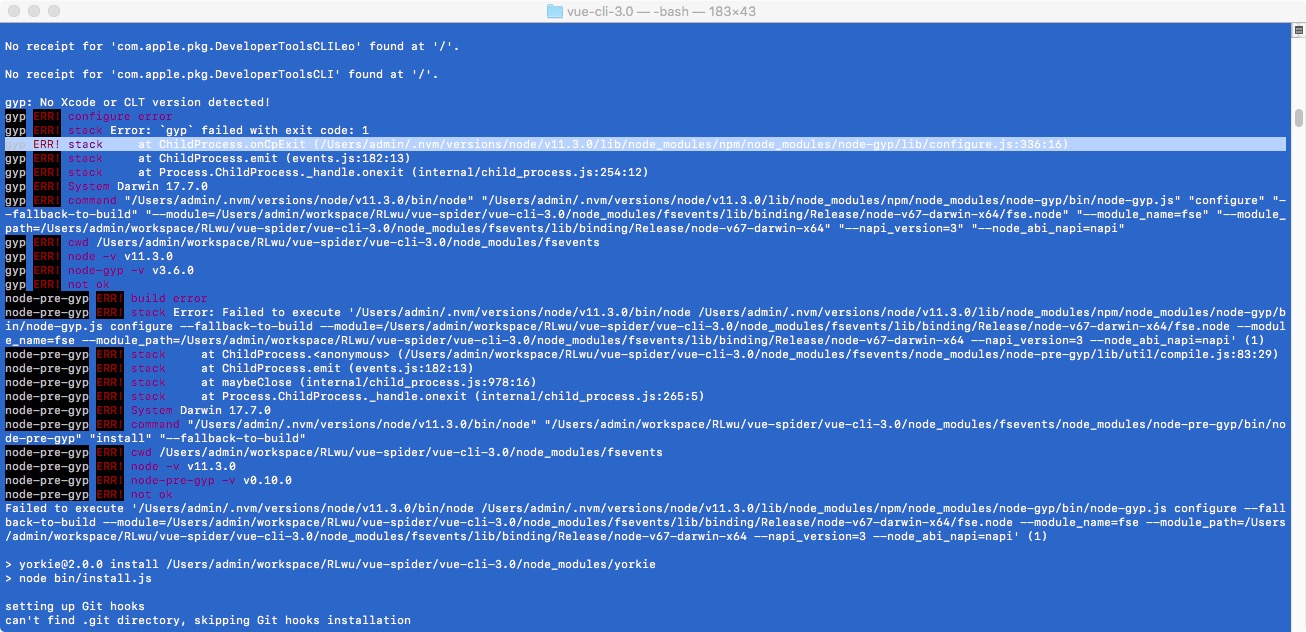 vue-cli-3.0 — -bash — 183×43
No receipt for 'com.apple.pkg.DeveloperToolsCLILeo' found at '/'.
No receipt for 'com.apple.pkg.DeveloperToolsCLI' found at '/'.
gyp: No Xcode or CLT version detected!
gyp ERR! configure error
gyp ERR! stack Error: `gyp` failed with exit code: 1
gyp ERR! stack     at ChildProcess.onCpExit (/Users/admin/.nvm/versions/node/v11.3.0/lib/node_modules/npm/node_modules/node-gyp/lib/configure.js:336:16)
gyp ERR! stack     at ChildProcess.emit (events.js:182:13)
gyp ERR! stack     at Process.ChildProcess._handle.onexit (internal/child_process.js:254:12)
gyp ERR! System Darwin 17.7.0
gyp ERR! command "/Users/admin/.nvm/versions/node/v11.3.0/bin/node" "/Users/admin/.nvm/versions/node/v11.3.0/lib/node_modules/npm/node_modules/node-gyp/bin/node-gyp.js" "configure" "-
-fallback-to-build" "--module=/Users/admin/workspace/RLwu/vue-spider/vue-cli-3.0/node_modules/fsevents/lib/binding/Release/node-v67-darwin-x64/fse.node" "--module_name=fse" "--module_
path=/Users/admin/workspace/RLwu/vue-spider/vue-cli-3.0/node_modules/fsevents/lib/binding/Release/node-v67-darwin-x64" "--napi_version=3" "--node_abi_napi=napi"
gyp ERR! cwd /Users/admin/workspace/RLwu/vue-spider/vue-cli-3.0/node_modules/fsevents
gyp ERR! node -v v11.3.0
gyp ERR! node-gyp -v v3.6.0
gyp ERR! not ok
node-pre-gyp ERR! build error
node-pre-gyp ERR! stack Error: Failed to execute '/Users/admin/.nvm/versions/node/v11.3.0/bin/node /Users/admin/.nvm/versions/node/v11.3.0/lib/node_modules/npm/node_modules/node-gyp/b
in/node-gyp.js configure --fallback-to-build --module=/Users/admin/workspace/RLwu/vue-spider/vue-cli-3.0/node_modules/fsevents/lib/binding/Release/node-v67-darwin-x64/fse.node --modul
e_name=fse --module_path=/Users/admin/workspace/RLwu/vue-spider/vue-cli-3.0/node_modules/fsevents/lib/binding/Release/node-v67-darwin-x64 --napi_version=3 --node_abi_napi=napi' (1)
node-pre-gyp ERR! stack     at ChildProcess.<anonymous> (/Users/admin/workspace/RLwu/vue-spider/vue-cli-3.0/node_modules/fsevents/node_modules/node-pre-gyp/lib/util/compile.js:83:29)
node-pre-gyp ERR! stack     at ChildProcess.emit (events.js:182:13)
node-pre-gyp ERR! stack     at maybeClose (internal/child_process.js:978:16)
node-pre-gyp ERR! stack     at Process.ChildProcess._handle.onexit (internal/child_process.js:265:5)
node-pre-gyp ERR! System Darwin 17.7.0
node-pre-gyp ERR! command "/Users/admin/.nvm/versions/node/v11.3.0/bin/node" "/Users/admin/workspace/RLwu/vue-spider/vue-cli-3.0/node_modules/fsevents/node_modules/node-pre-gyp/bin/no
de-pre-gyp" "install" "--fallback-to-build"
node-pre-gyp ERR! cwd /Users/admin/workspace/RLwu/vue-spider/vue-cli-3.0/node_modules/fsevents
node-pre-gyp ERR! node -v v11.3.0
node-pre-gyp ERR! node-pre-gyp -v v0.10.0
node-pre-gyp ERR! not ok
Failed to execute '/Users/admin/.nvm/versions/node/v11.3.0/bin/node /Users/admin/.nvm/versions/node/v11.3.0/lib/node_modules/npm/node_modules/node-gyp/bin/node-gyp.js configure --fall
back-to-build --module=/Users/admin/workspace/RLwu/vue-spider/vue-cli-3.0/node_modules/fsevents/lib/binding/Release/node-v67-darwin-x64/fse.node --module_name=fse --module_path=/Users
/admin/workspace/RLwu/vue-spider/vue-cli-3.0/node_modules/fsevents/lib/binding/Release/node-v67-darwin-x64 --napi_version=3 --node_abi_napi=napi' (1)
> yorkie@2.0.0 install /Users/admin/workspace/RLwu/vue-spider/vue-cli-3.0/node_modules/yorkie
> node bin/install.js
setting up Git hooks
can't find .git directory, skipping Git hooks installation